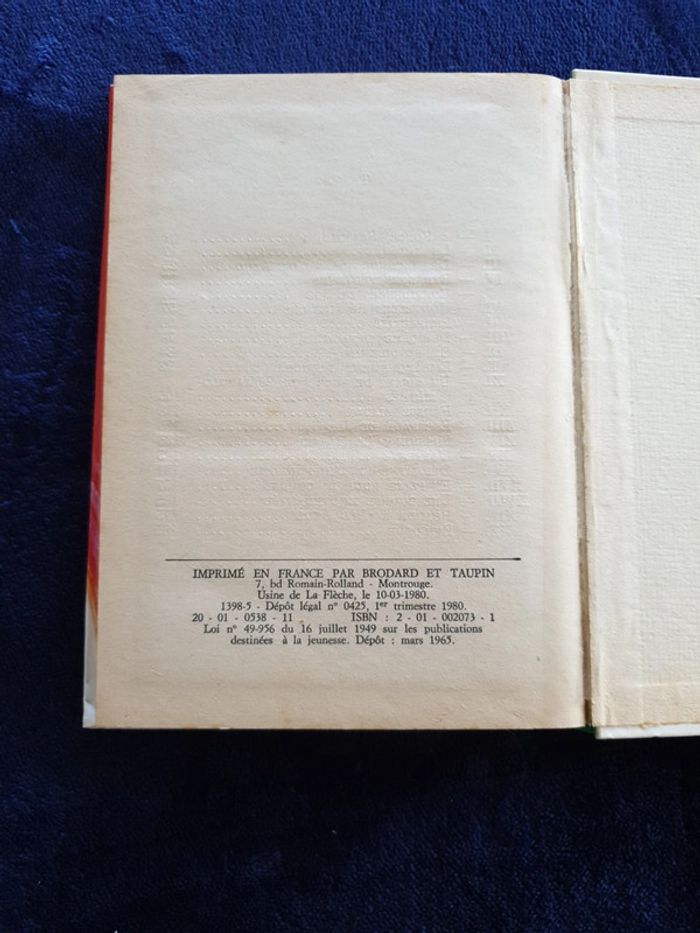 IMPRIMÉ EN FRANCE PAR BRODARD ET TAUPIN
7, bd Romain-Rolland - Montrouge.
Usine de La Flèche, le 10-03-1980.
1398-5 - Dépôt légal n° 0425, 1er trimestre 1980.
20 - 01 - 0538 - 11 ISBN : 2 - 01 - 002073 - 1
Loi n° 49-956 du 16 juillet 1949 sur les publications
destinées à la jeunesse. Dépôt : mars 1965.